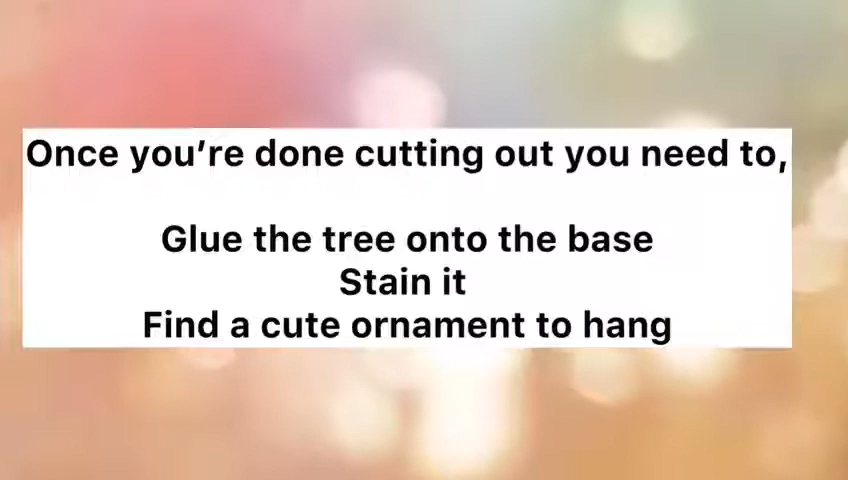 Once you’re done cutting out you need to,
Glue the tree onto the base
Stain it
Find a cute ornament to hang